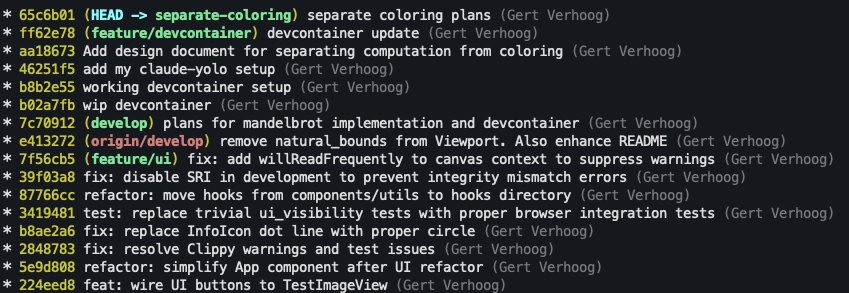 * 65c6b01 (HEAD -> separate-coloring) separate coloring plans (Gert Verhoog)
* ff62e78 (feature/devcontainer) devcontainer update (Gert Verhoog)
* aa18673 Add design document for separating computation from coloring (Gert Verhoog)
* 46251f5 add my claude-yolo setup (Gert Verhoog)
* b8b2e55 working devcontainer setup (Gert Verhoog)
* b02a7fb wip devcontainer (Gert Verhoog)
* 7c70912 (develop) plans for mandelbrot implementation and devcontainer (Gert Verhoog)
* e413272 (origin/develop) remove natural_bounds from Viewport. Also enhance README (Gert Verhoog)
* 7f56cb5 (feature/ui) fix: add willReadFrequently to canvas context to suppress warnings (Gert Verhoog)
* 39f03a8 fix: disable SRI in development to prevent integrity mismatch errors (Gert Verhoog)
* 87766cc refactor: move hooks from components/utils to hooks directory (Gert Verhoog)
* 3419481 test: replace trivial ui_visibility tests with proper browser integration tests (Gert Verhoog)
* b8ae2a6 fix: replace InfoIcon dot line with proper circle (Gert Verhoog)
* 2848783 fix: resolve Clippy warnings and test issues (Gert Verhoog)
* 5e9d808 refactor: simplify App component after UI refactor (Gert Verhoog)
* 224eed8 feat: wire UI buttons to TestImageView (Gert Verhoog)